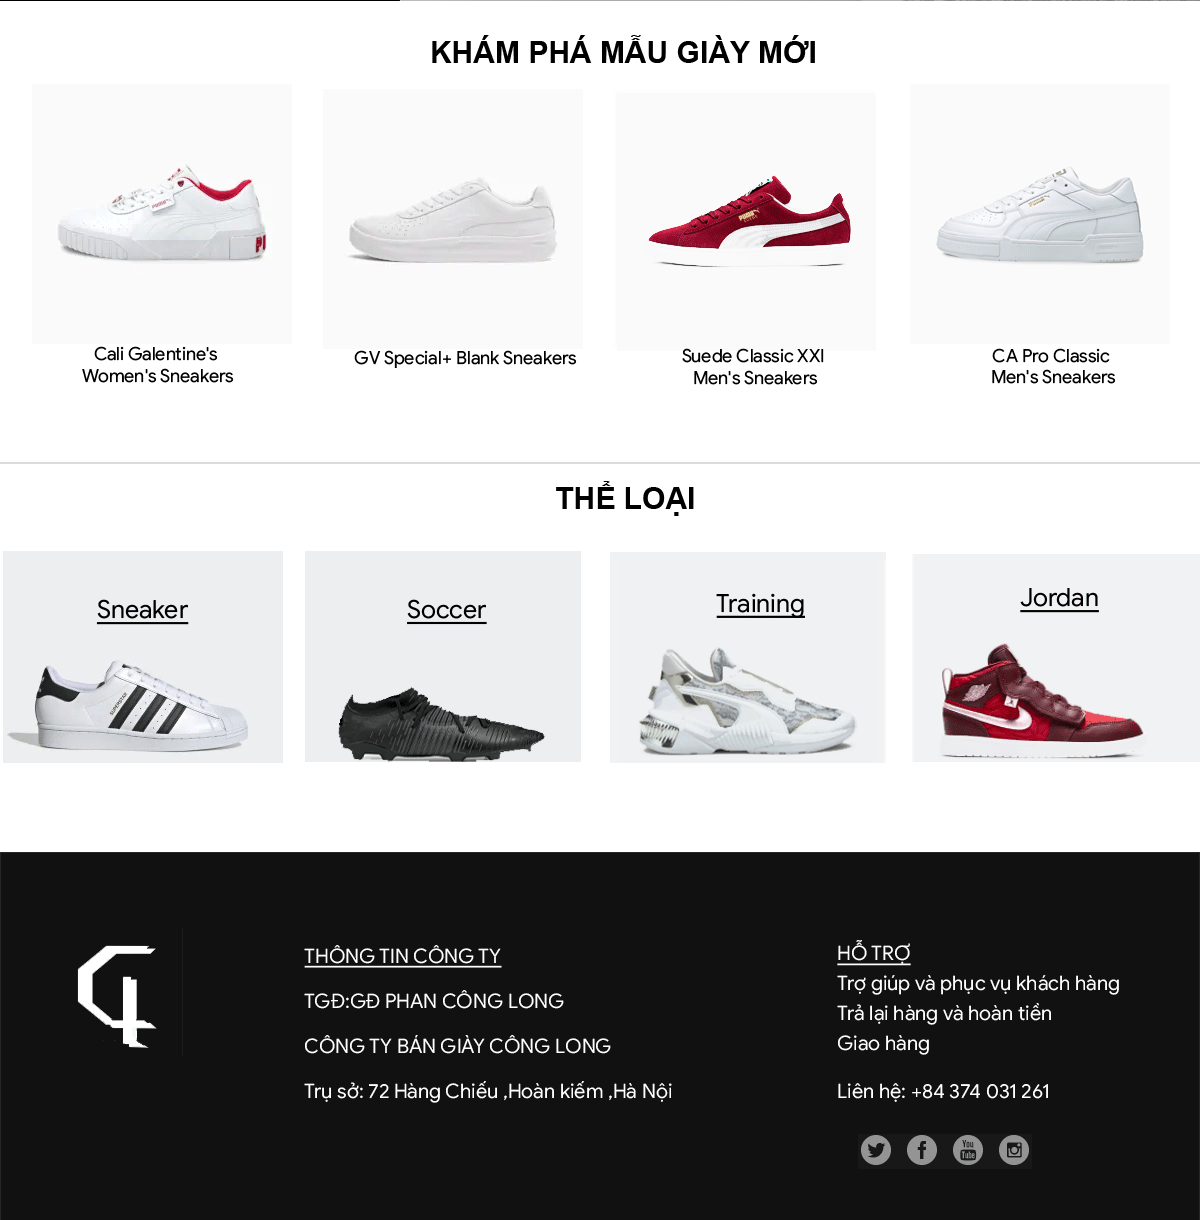 KHÁM PHÁ MẪU GIÀY MỚI
Cali Galentine's
Women's Sneakers
GV Special+ Blank Sneakers
Suede Classic XXI
Men's Sneakers
CA Pro Classic
Men's Sneakers
THỂ LOẠI
Sneaker
Soccer
Training
Jordan
THÔNG TIN CÔNG TY
TGĐ:GĐ PHAN CÔNG LONG
CÔNG TY BÁN GIÀY CÔNG LONG
Trụ sở: 72 Hàng Chiếu ,Hoàn kiếm ,Hà Nội
HỖ TRỢ
Trợ giúp và phục vụ khách hàng
Trả lại hàng và hoàn tiền
Giao hàng
Liên hệ: +84 374 031 261
You
Tube